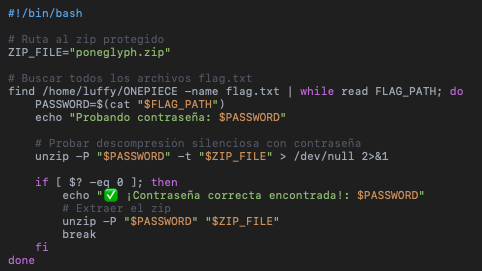 #!/bin/bash
# Ruta al zip protegido
ZIP_FILE="poneglyph.zip"
# Buscar todos los archivos flag.txt
find /home/luffy/ONEPIECE -name flag.txt | while read FLAG_PATH; do
    PASSWORD=$(cat "$FLAG_PATH")
    echo "Probando contraseña: $PASSWORD"
    # Probar descompresión silenciosa con contraseña
    unzip -P "$PASSWORD" -t "$ZIP_FILE" > /dev/null 2>&1
    if [ $? -eq 0 ]; then
        echo "✅ ¡Contraseña correcta encontrada!: $PASSWORD"
        # Extraer el zip
        unzip -P "$PASSWORD" "$ZIP_FILE"
        break
    fi
done